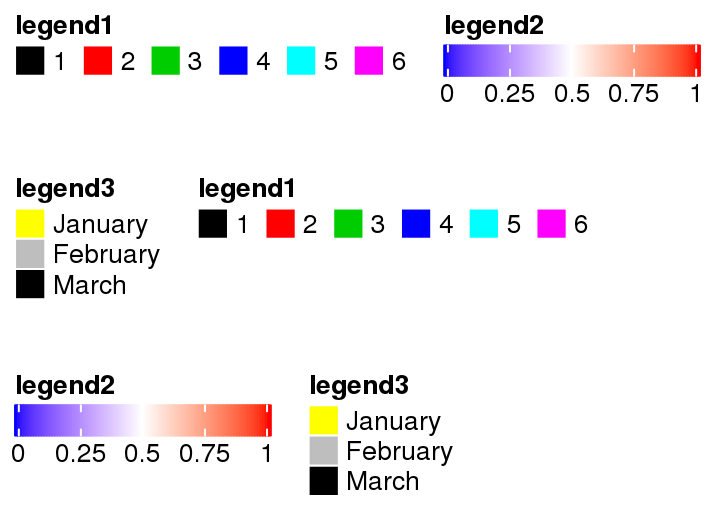 legend1 legend2
1 2 3 4 5 6
0 0.25 0.5 0.75 1
legend3 legend1
January 1 2 3 4 5 6
February
March
legend2 legend3
January
0 0.25 0.5 0.75 1 February
March